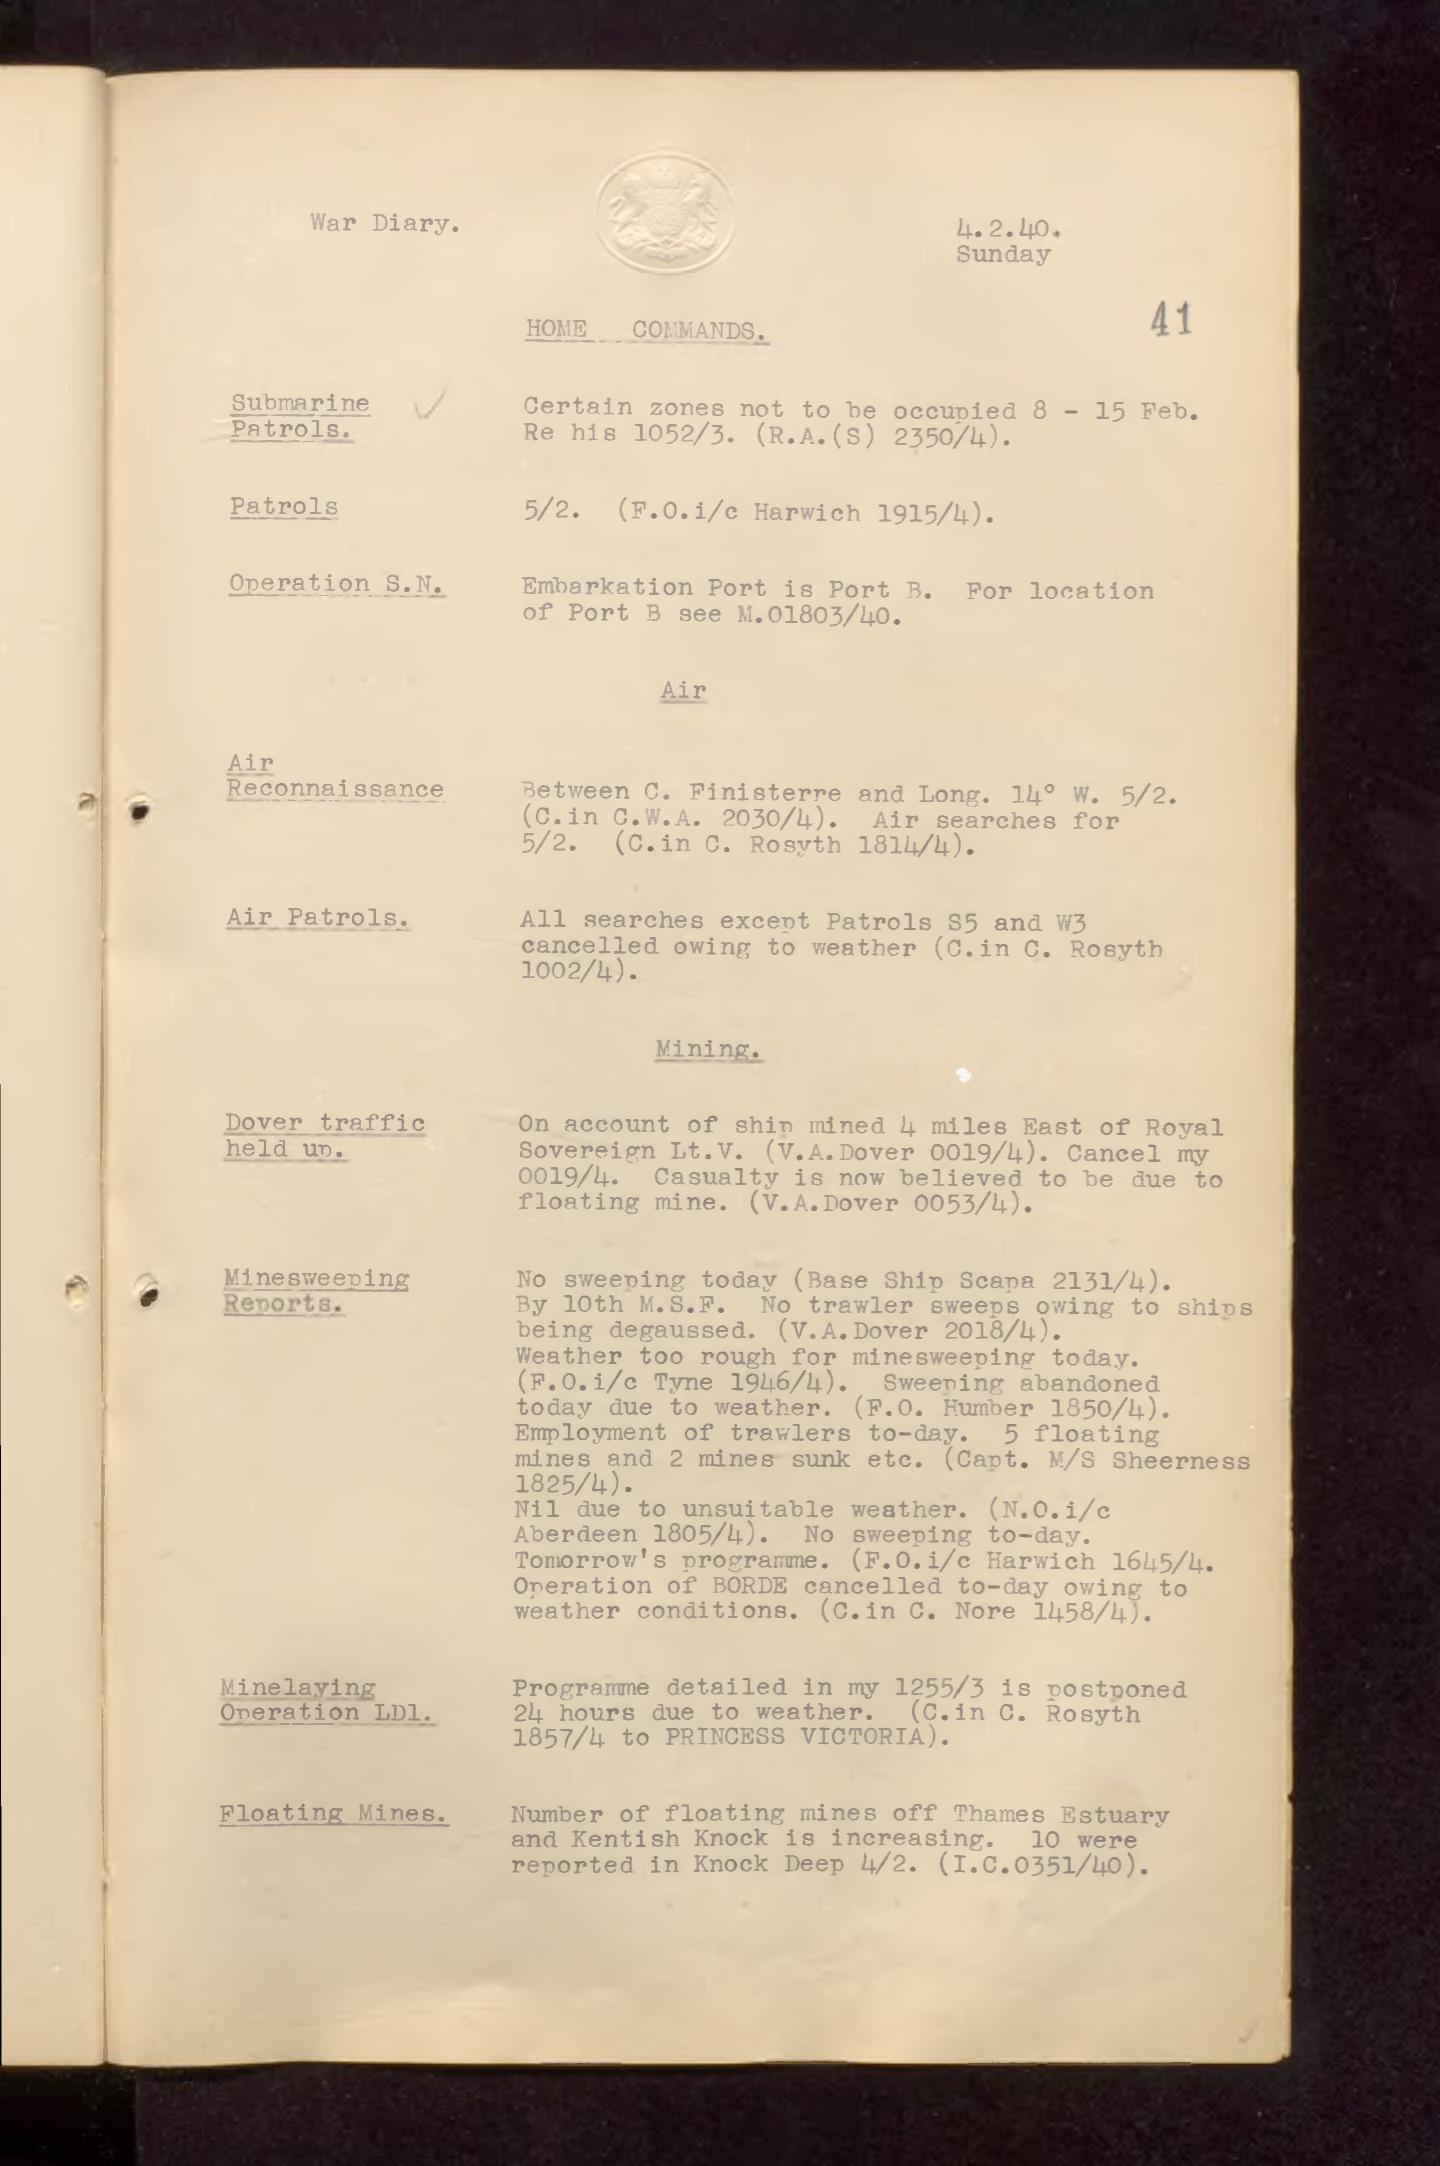 War Diary.
4.2.40.
Sunday
41
HOME COMMANDS.
Submarine
Patrols.
Certain zones not to be occupied 8 - 15 Feb.
Re his 1052/3. (R.A.(S) 2350/4).
Patrols
5/2. (F.O.i/c Harwich 1915/4).
Operation S.N.
Embarkation Port is Port B. For location
of Port B see M.01803/40.
Air
Air
Reconnaissance
Between C. Finisterre and Long. 14° W. 5/2.
(C.in C.W.A. 2030/4). Air searches for
5/2. (C.in C. Rosyth 1814/4).
Air Patrols.
All searches except Patrols S5 and W3
cancelled owing to weather (C.in C. Rosyth
1002/4).
Mining.
Dover traffic
held up.
On account of ship mined 4 miles East of Royal
Sovereign Lt.V. (V.A.Dover 0019/4). Cancel my
0019/4. Casualty is now believed to be due to
floating mine. (V.A.Dover 0053/4).
Minesweeping
Reports.
No sweeping today (Base Ship Scapa 2131/4).
By 10th M.S.F. No trawler sweeps owing to ships
being degaussed. (V.A.Dover 2018/4).
Weather too rough for minesweeping today.
(F.O.i/c Tyne 1946/4). Sweeping abandoned
today due to weather. (F.O. Humber 1850/4).
Employment of trawlers to-day. 5 floating
mines and 2 mines sunk etc. (Capt. M/S Sheerness
1825/4).
Nil due to unsuitable weather. (N.O.i/c
Aberdeen 1805/4). No sweeping to-day.
Tomorrow's programme. (F.O.i/c Harwich 1645/4.
Operation of BORDE cancelled to-day owing to
weather conditions. (C.in C. Nore 1458/4).
Minelaying
Operation LD1.
Programme detailed in my 1255/3 is postponed
24 hours due to weather. (C.in C. Rosyth
1857/4 to PRINCESS VICTORIA).
Floating Mines.
Number of floating mines off Thames Estuary
and Kentish Knock is increasing. 10 were
reported in Knock Deep 4/2. (I.C.0351/40).